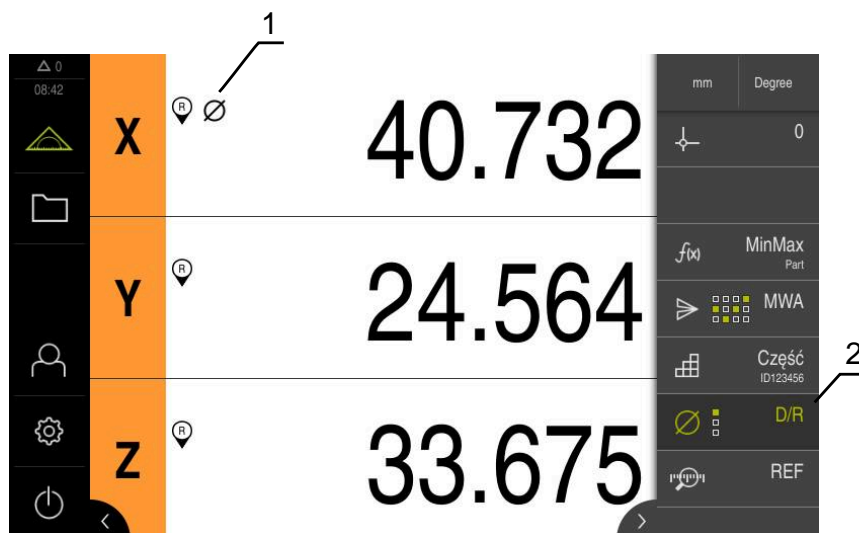 1
△ 0
08:42
X
R
40.732
mm
Degree
0
Y
R
24.564
f(x)
MinMax
Part
MWA
Część
ID123456
2
D/R
Z
R
33.675
REF